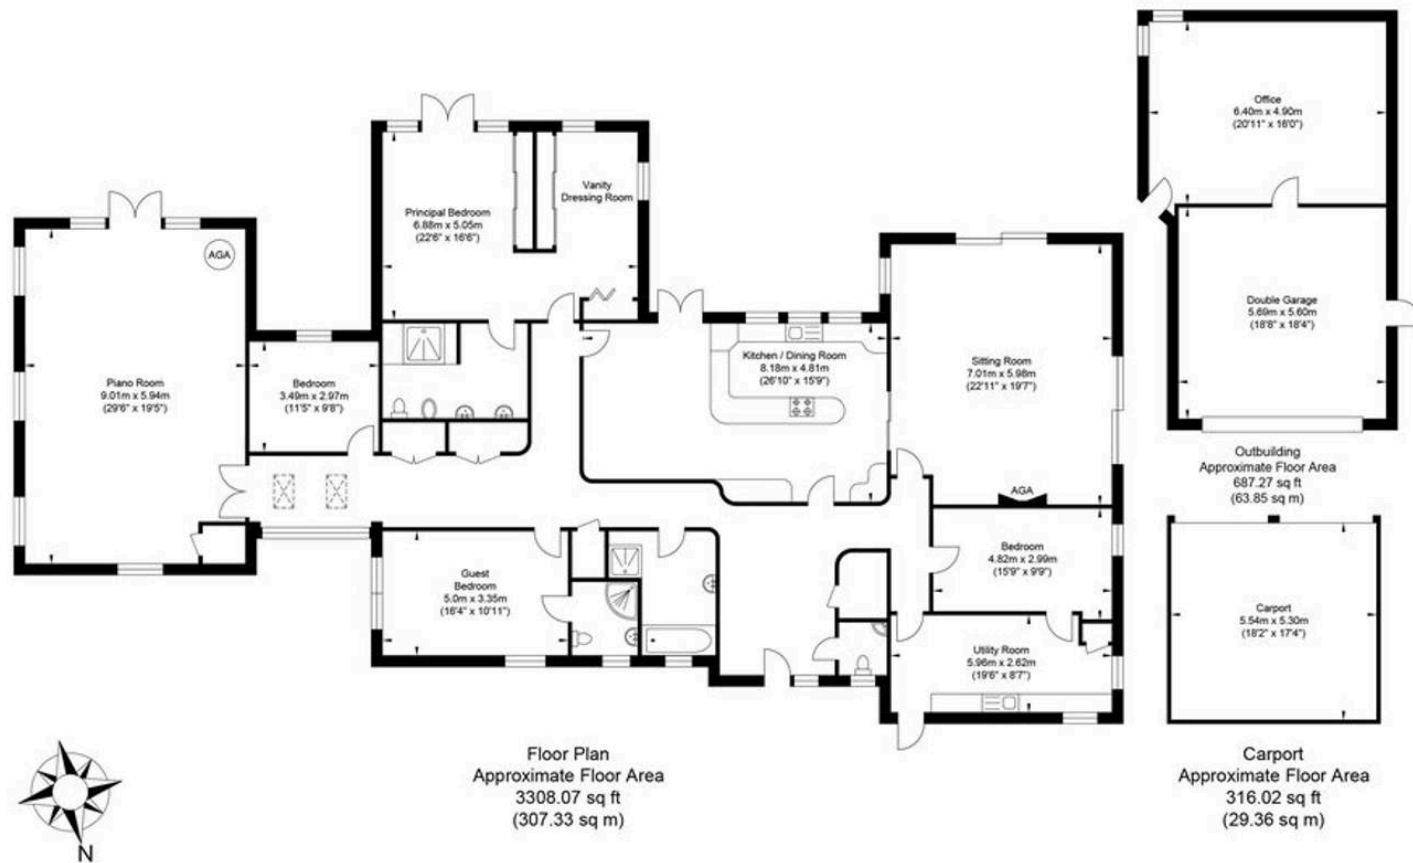 Office
6.40m x 4.90m
(20'11" x 16'0")
Vanity
Dressing Room
Principal Bedroom
6.88m x 5.05m
(22'6" x 16'6")
AGA
Double Garage
5.69m x 5.60m
(18'8" x 18'4")
Kitchen / Dining Room
8.18m x 4.81m
(26'10" x 15'9")
Sitting Room
7.01m x 5.98m
(22'11" x 19'7")
Piano Room
9.01m x 5.94m
(29'6" x 19'5")
Bedroom
3.49m x 2.97m
(11'5" x 9'8")
Outbuilding
Approximate Floor Area
687.27 sq ft
(63.85 sq m)
AGA
Bedroom
4.82m x 2.99m
(15'9" x 9'9")
Guest
Bedroom
5.0m x 3.35m
(16'4" x 10'11")
Carport
5.54m x 5.30m
(18'2" x 17'4")
Utility Room
5.96m x 2.62m
(19'6" x 8'7")
Floor Plan
Approximate Floor Area
3308.07 sq ft
(307.33 sq m)
Carport
Approximate Floor Area
316.02 sq ft
(29.36 sq m)
N